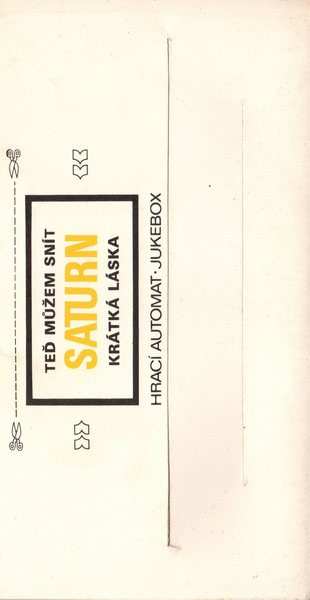 TEĎ MŮŽEM SNÍT
SATURN
KRÁTKÁ LÁSKA
HRACÍ AUTOMAT·JUKEBOX